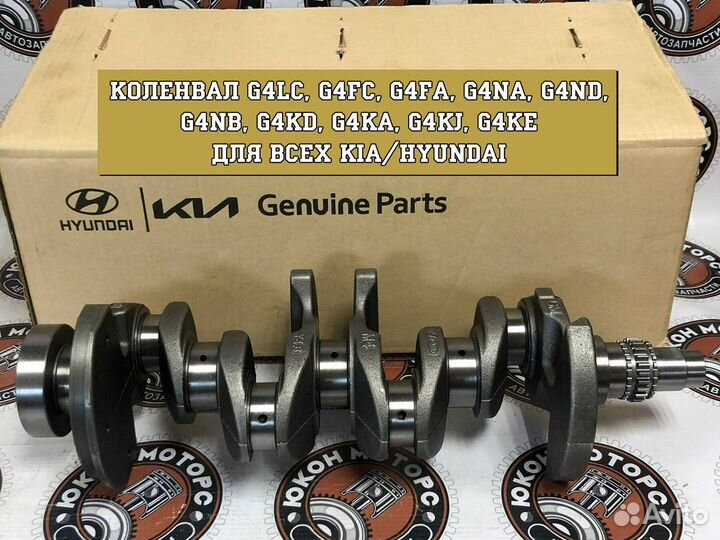 КОЛЕНВАЛ G4LC, G4FC, G4FA, G4NA, G4ND,
G4NB, G4KD, G4KA, G4KJ, G4KE
ДЛЯ ВСЕХ KIA/HYUNDAI
HYUNDAI
KIA
Genuine Parts
АВТОЗАПЧАСТИ
ЮКОН МОТОРС
ЮКОН МОТОРС
Avito